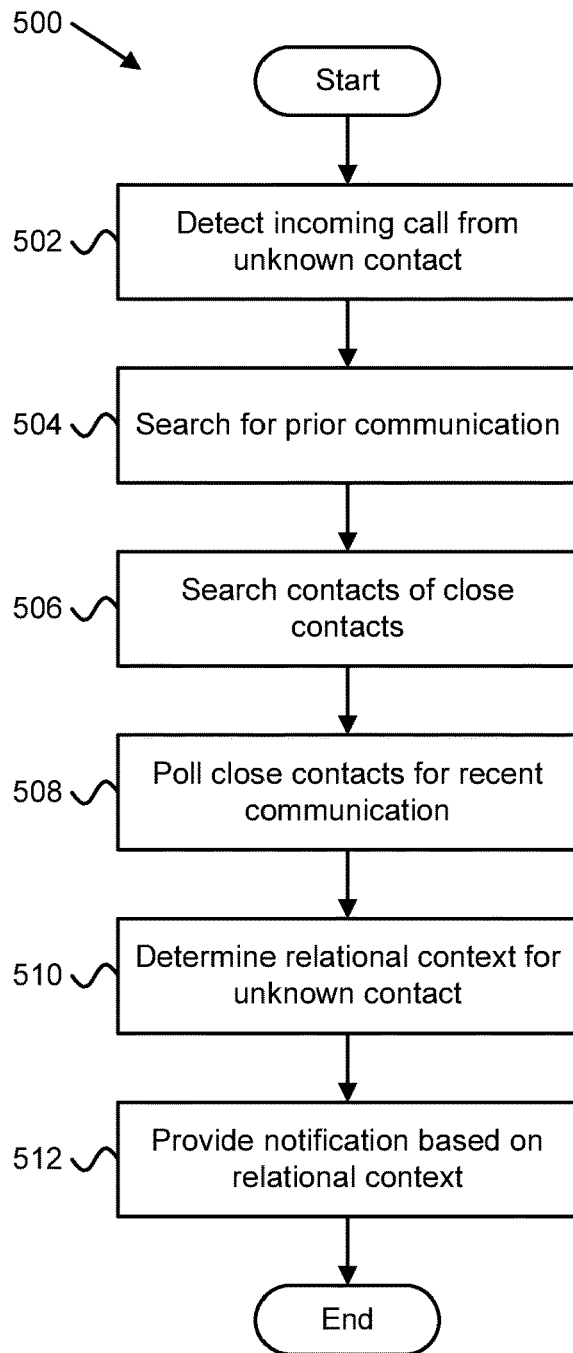 500
Start
502
Detect incoming call from
unknown contact
504
Search for prior communication
506
Search contacts of close
contacts
508
Poll close contacts for recent
communication
510
Determine relational context for
unknown contact
512
Provide notification based on
relational context
End